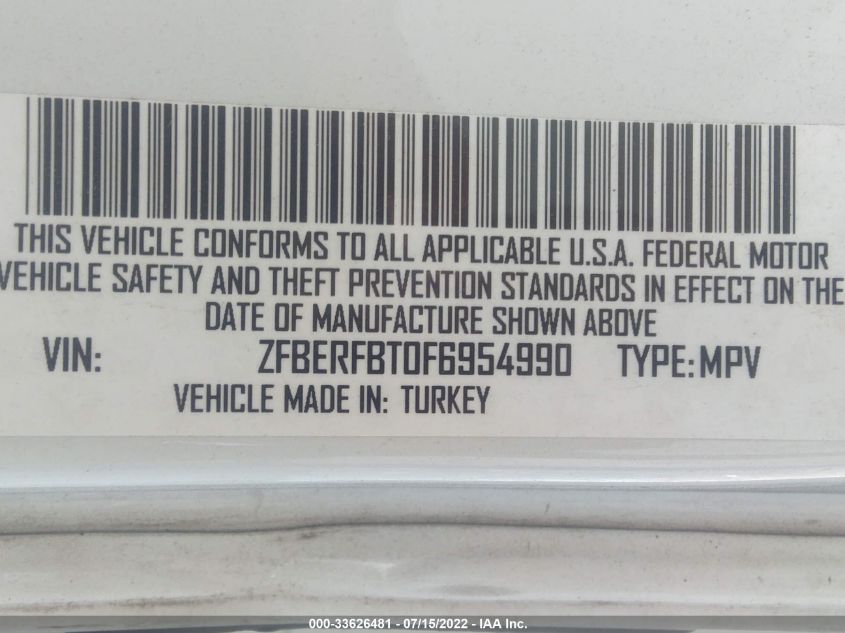 THIS VEHICLE CONFORMS TO ALL APPLICABLE U.S.A. FEDERAL MOTOR
VEHICLE SAFETY AND THEFT PREVENTION STANDARDS IN EFFECT ON THE
DATE OF MANUFACTURE SHOWN ABOVE
VIN: ZFBERFBT0F6954990 TYPE: MPV
VEHICLE MADE IN: TURKEY
000-33626481 - 07/15/2022 - IAA Inc.